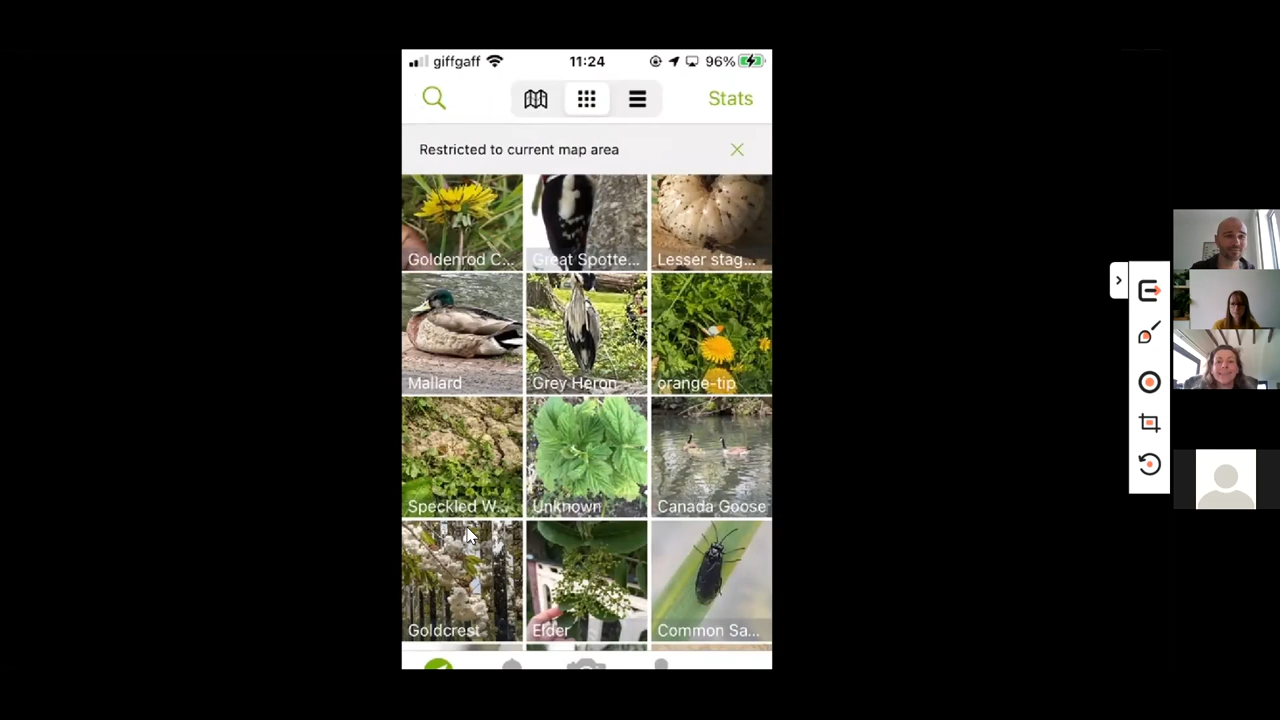 giffgaff 11:24 96%
Stats
Restricted to current map area
Goldenrod C... Great Spotte... Lesser stag...
Mallard Grey Heron orange-tip
Speckled W... Unknown Canada Goose
Goldcrest Elder Common Sa...